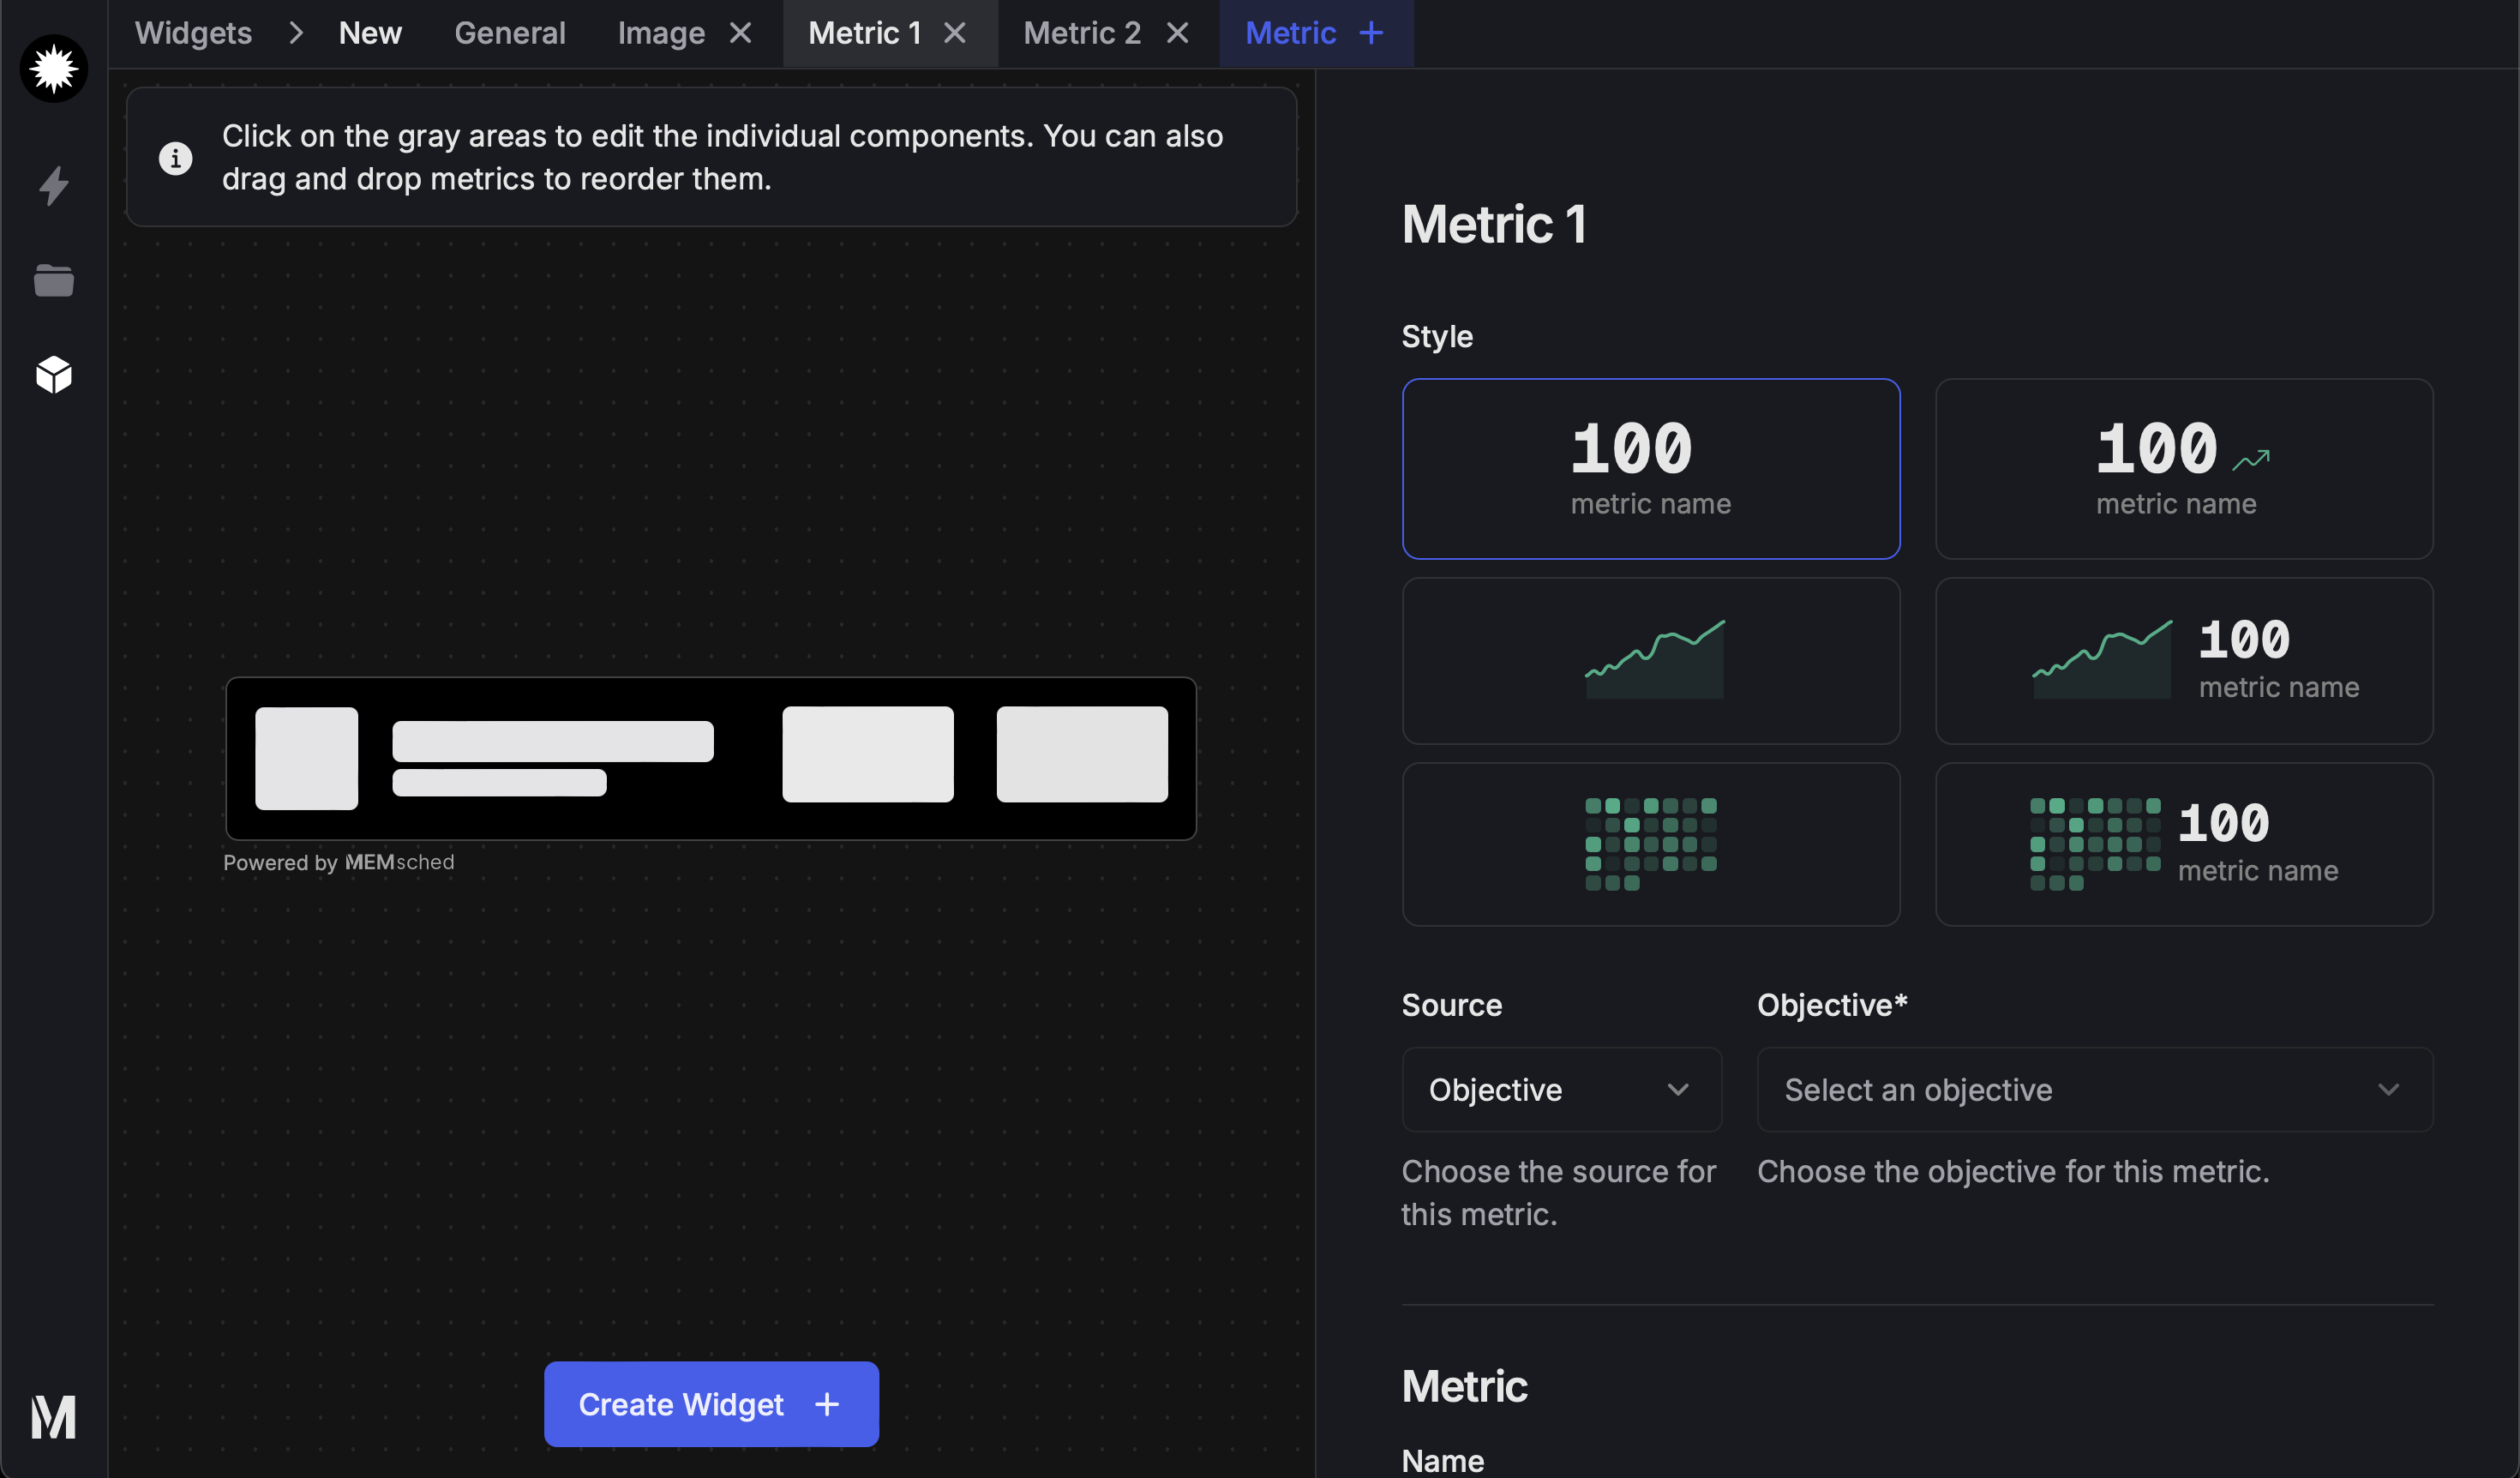 Widgets
New
General
Image
Metric 1
Metric 2
Metric
Click on the gray areas to edit the individual components. You can also
drag and drop metrics to reorder them.
Powered by MEMsched
Create Widget
M
Metric 1
Style
100
metric name
100
metric name
100
metric name
100
metric name
Source
Objective
Choose the source for
this metric.
Objective*
Select an objective
Choose the objective for this metric.
Metric
Name